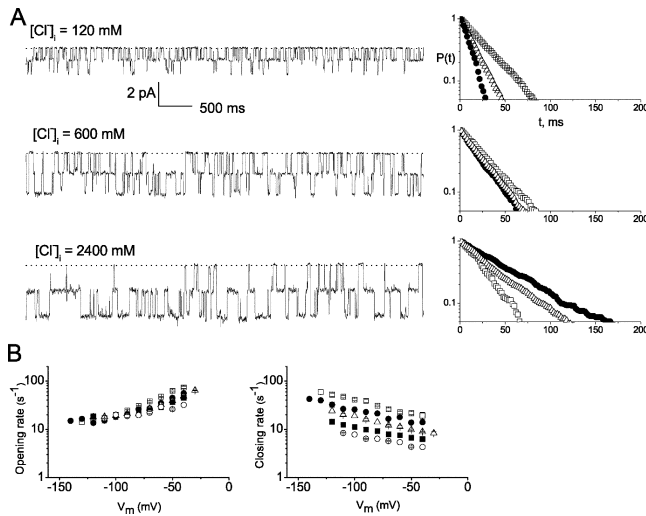 A
[Cl⁻]i = 120 mM
2 pA
500 ms
P(t)
0.1
0 50 100 150 200
t, ms
[Cl⁻]i = 600 mM
0.1
0 50 100 150 200
[Cl⁻]i = 2400 mM
1
0.1
0 50 100 150 200
B
Opening rate (s⁻¹)
100
10
1
-150 -100 -50 0
Vm (mV)
Closing rate (s⁻¹)
100
10
1
-150 -100 -50 0
Vm (mV)